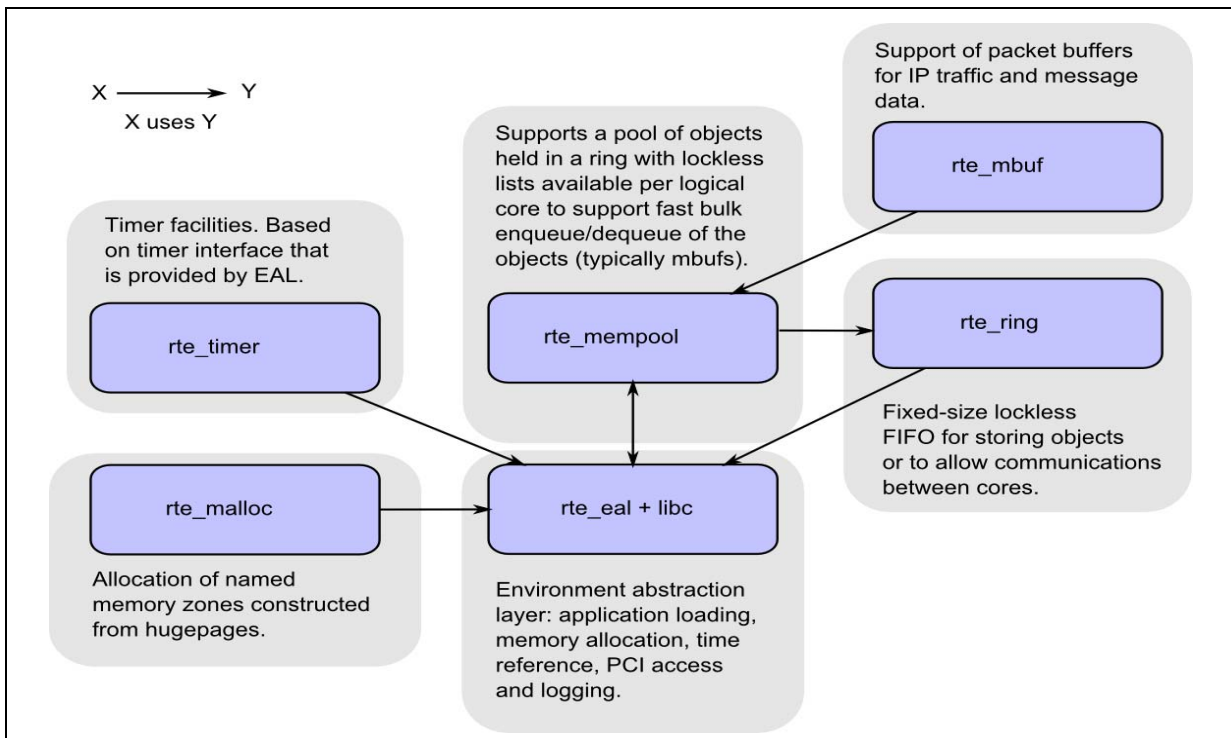 X Y
X uses Y
Support of packet buffers
for IP traffic and message
data.
rte_mbuf
Supports a pool of objects
held in a ring with lockless
lists available per logical
core to support fast bulk
enqueue/dequeue of the
objects (typically mbufs).
rte_mempool
Timer facilities. Based
on timer interface that
is provided by EAL.
rte_timer
rte_ring
Fixed-size lockless
FIFO for storing objects
or to allow communications
between cores.
rte_malloc
Allocation of named
memory zones constructed
from hugepages.
rte_eal + libc
Environment abstraction
layer: application loading,
memory allocation, time
reference, PCI access
and logging.